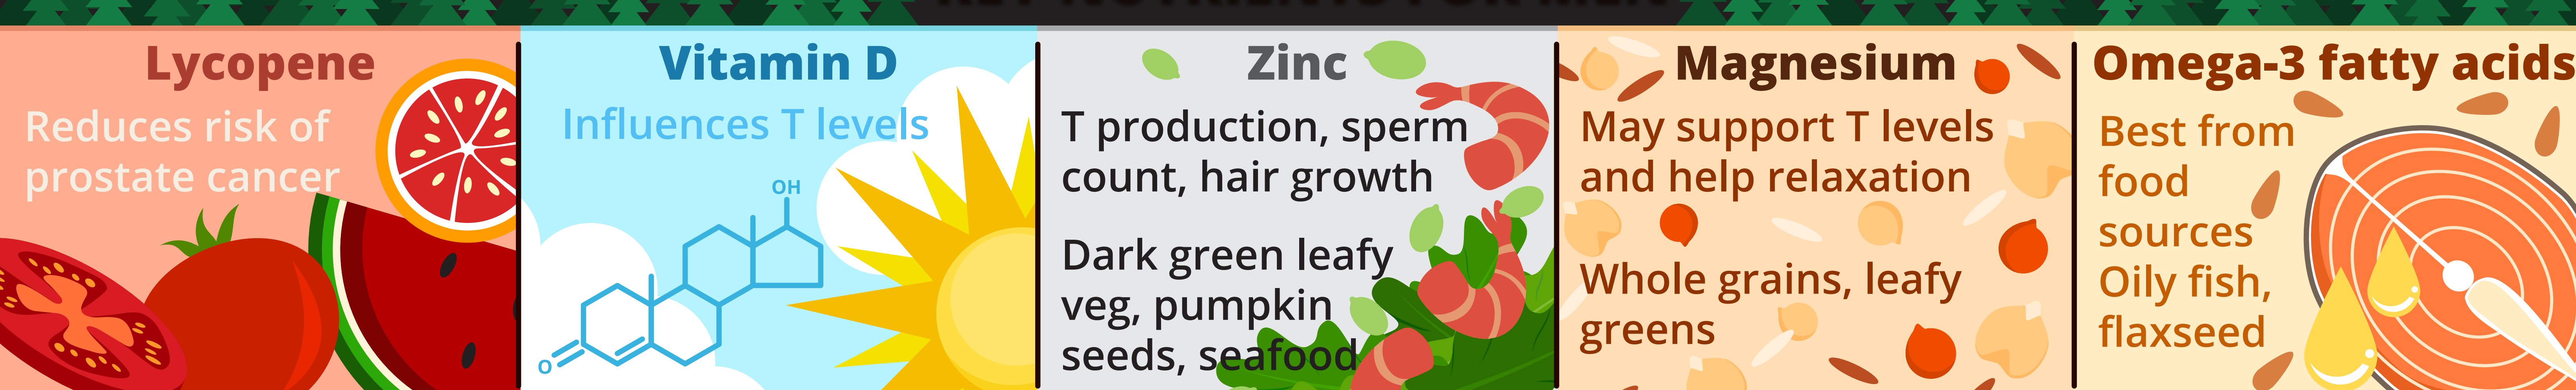 Lycopene
Reduces risk of
prostate cancer
Vitamin D
Influences T levels
OH
O
Zinc
T production, sperm
count, hair growth
Dark green leafy
veg, pumpkin
seeds, seafood
Magnesium
May support T levels
and help relaxation
Whole grains, leafy
greens
Omega-3 fatty acids
Best from
food
sources
Oily fish,
flaxseed